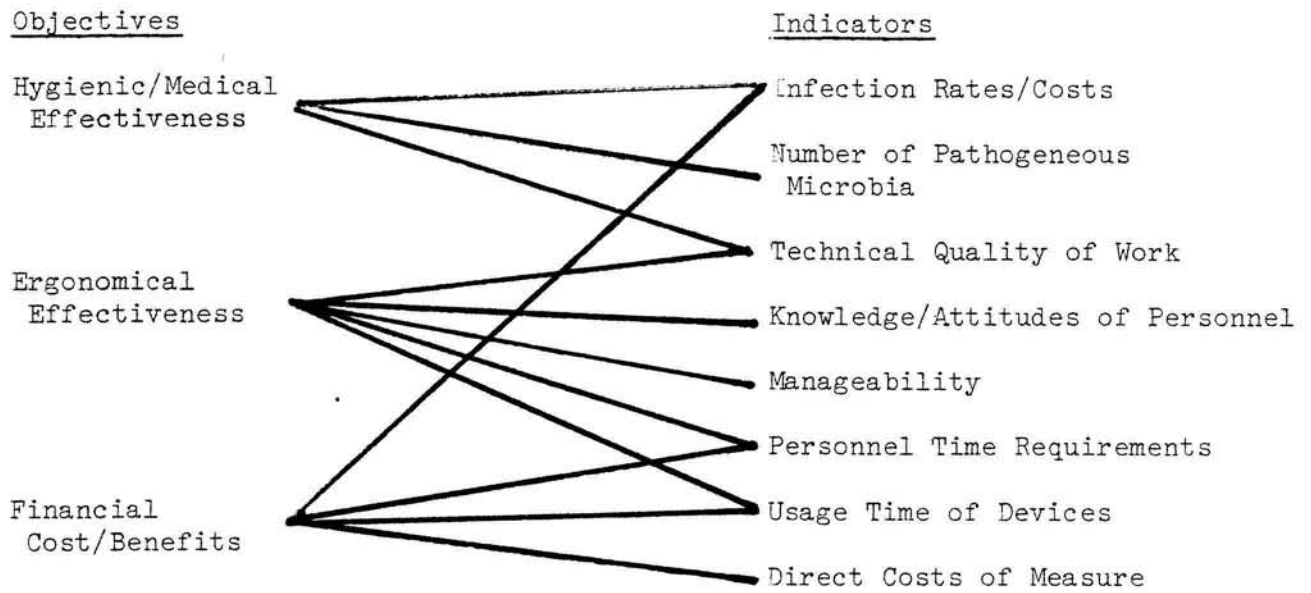 Objectives
Hygienic/Medical
Effectiveness
Ergonomical
Effectiveness
Financial
Cost/Benefits
Indicators
Infection Rates/Costs
Number of Pathogeneous
Microbia
Technical Quality of Work
Knowledge/Attitudes of Personnel
Manageability
Personnel Time Requirements
Usage Time of Devices
Direct Costs of Measure